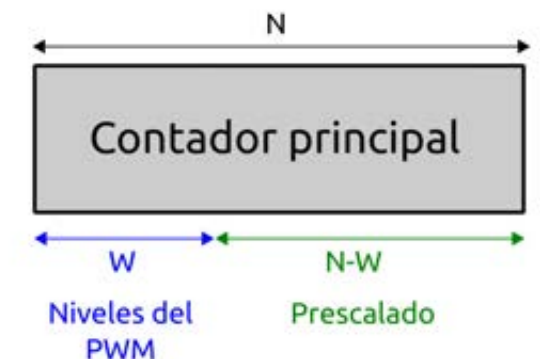 N
Contador principal
W
N-W
Niveles del
PWM
Prescalado